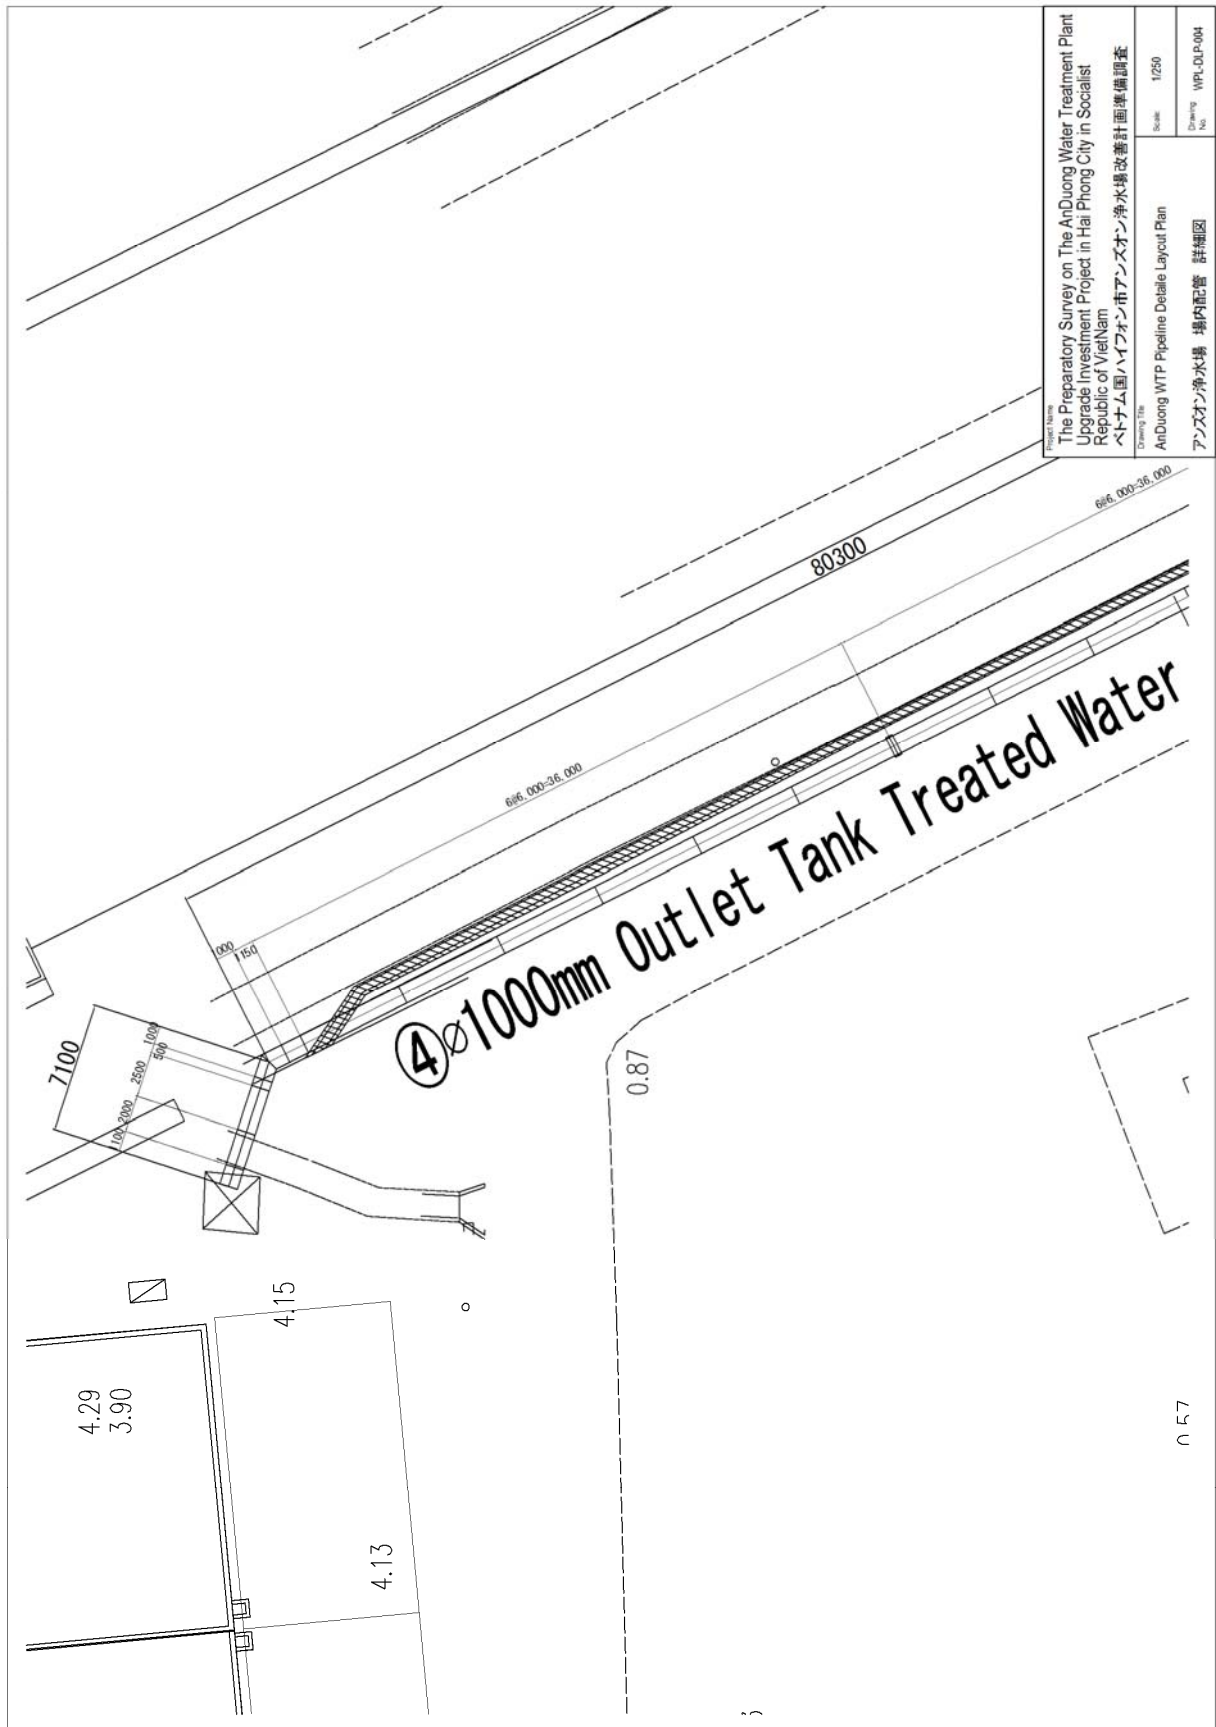 Project Name
The Preparatory Survey on The AnDuong Water Treatment Plant
Upgrade Investment Project in Hai Phong City in Socialist
Republic of VietNam
ベトナム国ハイフォン市アンズオン浄水場改善計画準備調査
Drawing Title
AnDuong WTP Pipeline Detaile Layout Plan
アンズオン浄水場 場内配管 詳細図
Scale:
1/250
Drawing No.
WPL-DLP-004
80300
6@6,000=36,000
6@6,000=36,000
④ø1000mm Outlet Tank Treated Water
000
1150
7100
1000
500
2500
2000
1100
0.87
4.15
4.29
3.90
4.13
0.57